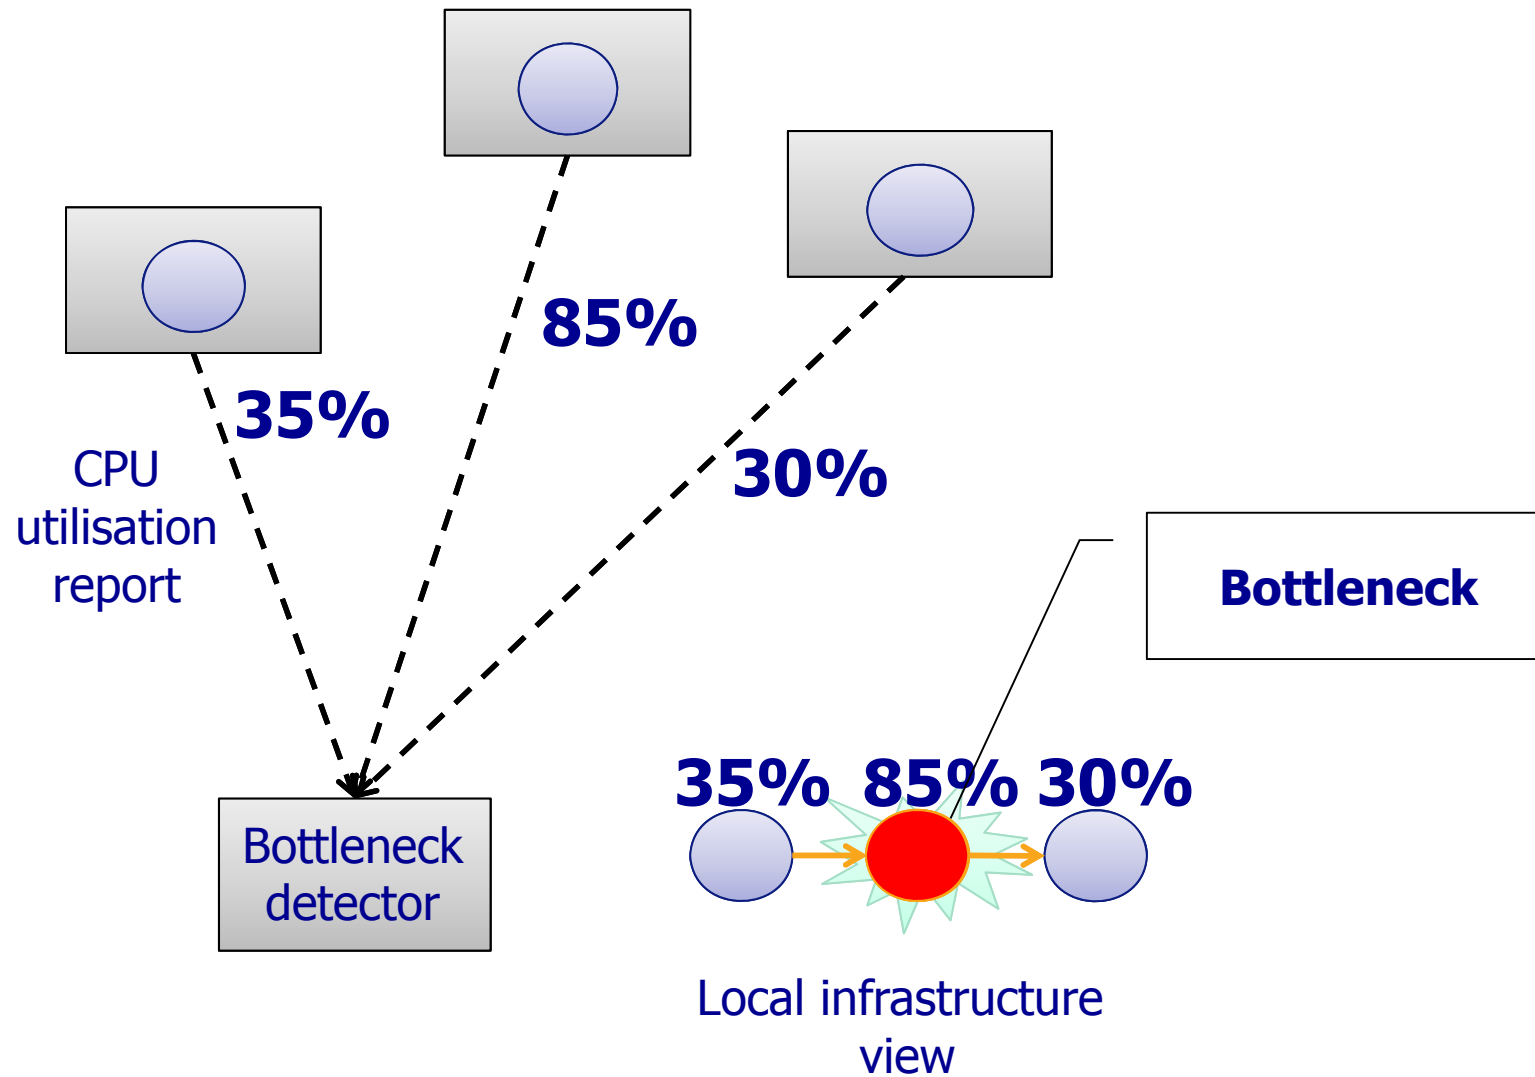 85%
35%
30%
CPU
utilisation
report
Bottleneck
35% 85% 30%
Bottleneck
detector
Local infrastructure
view